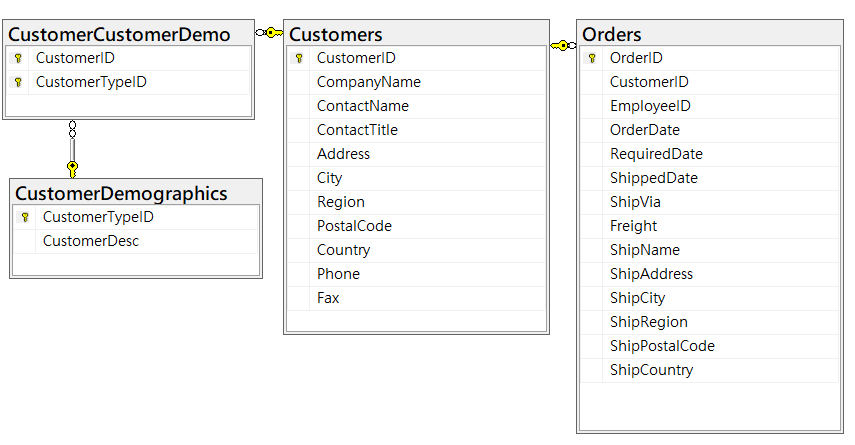 CustomerCustomerDemo
CustomerID
CustomerTypeID
CustomerDemographics
CustomerTypeID
CustomerDesc
Customers
CustomerID
CompanyName
ContactName
ContactTitle
Address
City
Region
PostalCode
Country
Phone
Fax
Orders
OrderID
CustomerID
EmployeeID
OrderDate
RequiredDate
ShippedDate
ShipVia
Freight
ShipName
ShipAddress
ShipCity
ShipRegion
ShipPostalCode
ShipCountry